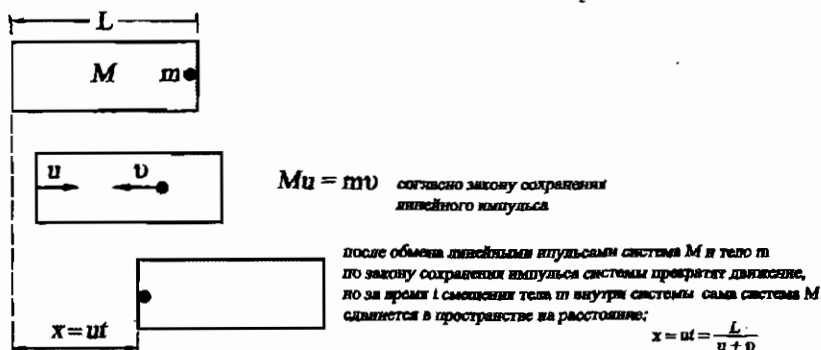 L
M m
u υ
Mu = mυ
согласно закону сохранения
линейного импульса
после обмена линейными ипульсами система M и тело m
по закону сохранения импульса системы прекратят движение,
но за время t смещения тела m внутри системы сама система M
сдвинется в пространстве на расстояние:
x = ut
x = ut = L / (u + υ)